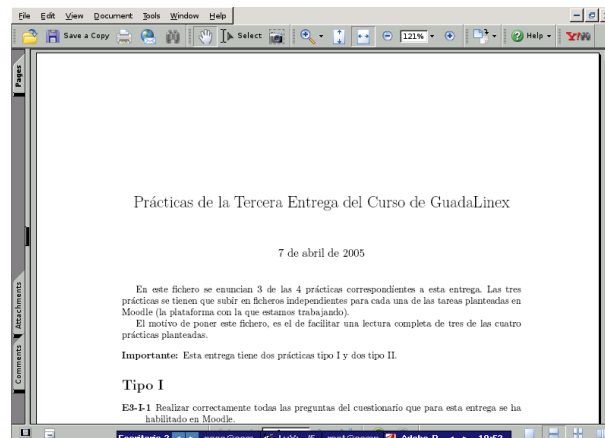 File Edit View Document Tools Window Help
Save a Copy Select 121% Help Y!
Pages
Prácticas de la Tercera Entrega del Curso de GuadaLinex
7 de abril de 2005
En este fichero se enuncian 3 de las 4 prácticas correspondientes a esta entrega. Las tres
prácticas se tienen que subir en ficheros independientes para cada una de las tareas planteadas en
Moodle (la plataforma con la que estamos trabajando).
El motivo de poner este fichero, es el de facilitar una lectura completa de tres de las cuatro
prácticas planteadas.
Importante: Esta entrega tiene dos prácticas tipo I y dos tipo II.
Attachments
Comments
Tipo I
E3-I-1 Realizar correctamente todas las preguntas del cuestionario que para esta entrega se ha
habilitado en Moodle.